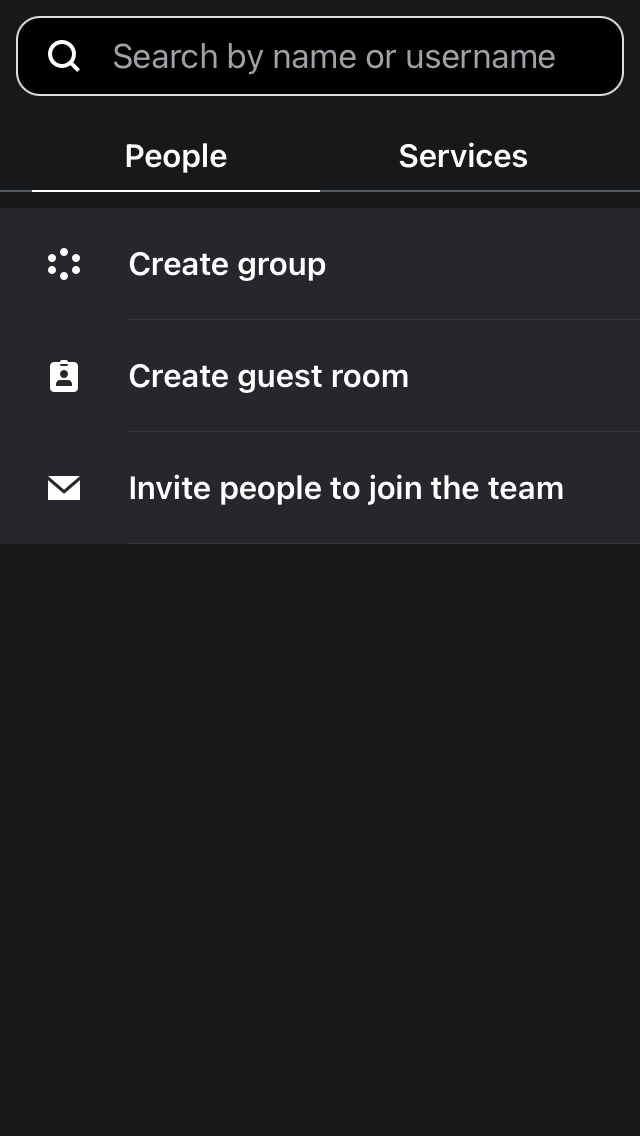 Search by name or username
People
Services
Create group
Create guest room
Invite people to join the team